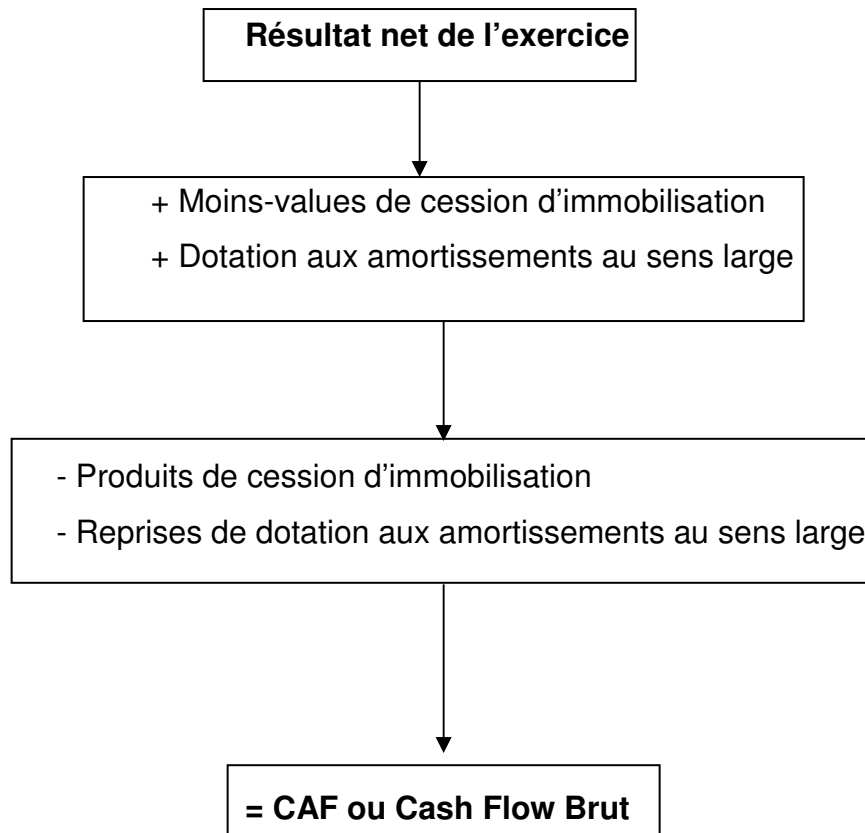 Résultat net de l’exercice
+ Moins-values de cession d’immobilisation
+ Dotation aux amortissements au sens large
- Produits de cession d’immobilisation
- Reprises de dotation aux amortissements au sens large
= CAF ou Cash Flow Brut